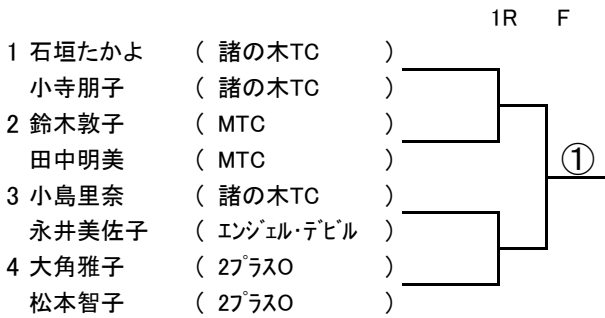 1R F
1 石垣たかよ ( 諸の木TC )
小寺朋子 ( 諸の木TC )
2 鈴木敦子 ( MTC )
田中明美 ( MTC )
①
3 小島里奈 ( 諸の木TC )
永井美佐子 ( ｴﾝｼﾞｪﾙ･ﾃﾞﾋﾞﾙ )
4 大角雅子 ( 2ﾌﾟﾗｽO )
松本智子 ( 2ﾌﾟﾗｽO )